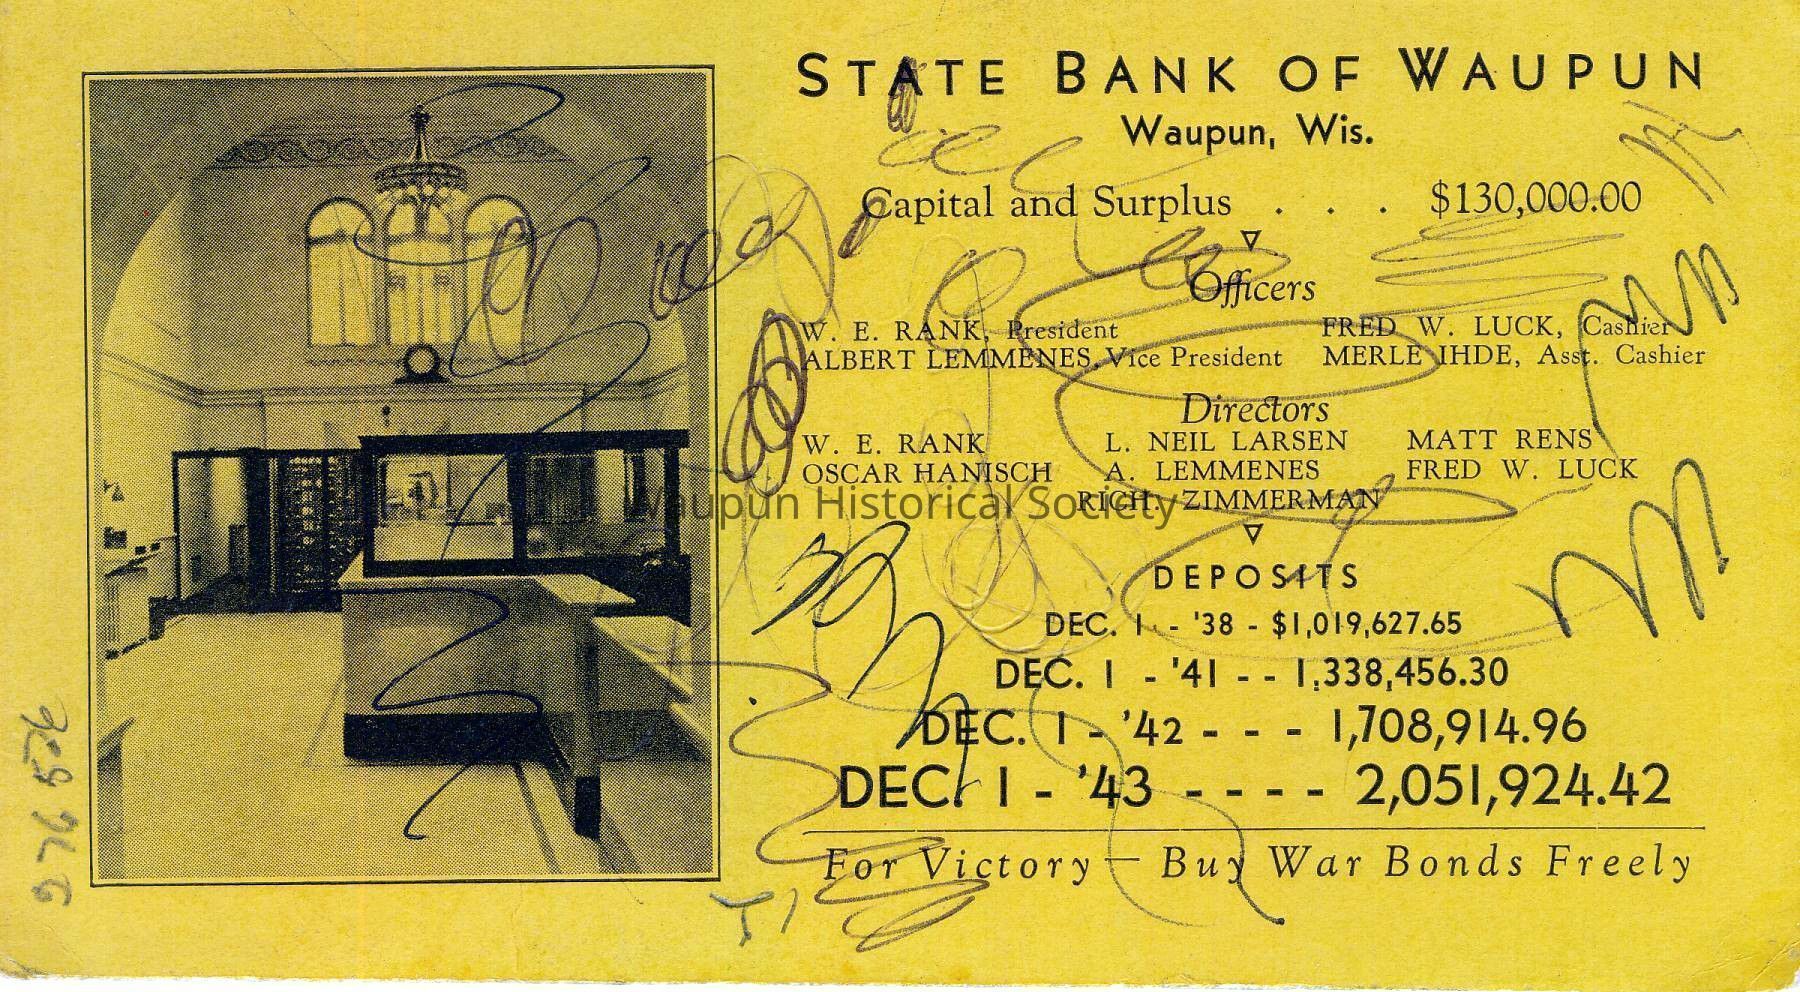 STATE BANK OF WAUPUN
Waupun, Wis.
Capital and Surplus . . . $130,000.00
Officers
W. E. RANK, President FRED W. LUCK, Cashier
ALBERT LEMMENES, Vice President MERLE IHDE, Asst. Cashier
Directors
W. E. RANK L. NEIL LARSEN MATT RENS
OSCAR HANISCH A. LEMMENES FRED W. LUCK
RICH. ZIMMERMAN
Waupun Historical Society
DEPOSITS
DEC. 1 - '38 - $1,019,627.65
DEC. 1 - '41 - - 1,338,456.30
DEC. 1 - '42 - - - 1,708,914.96
DEC. 1 - '43 - - - - 2,051,924.42
For Victory — Buy War Bonds Freely